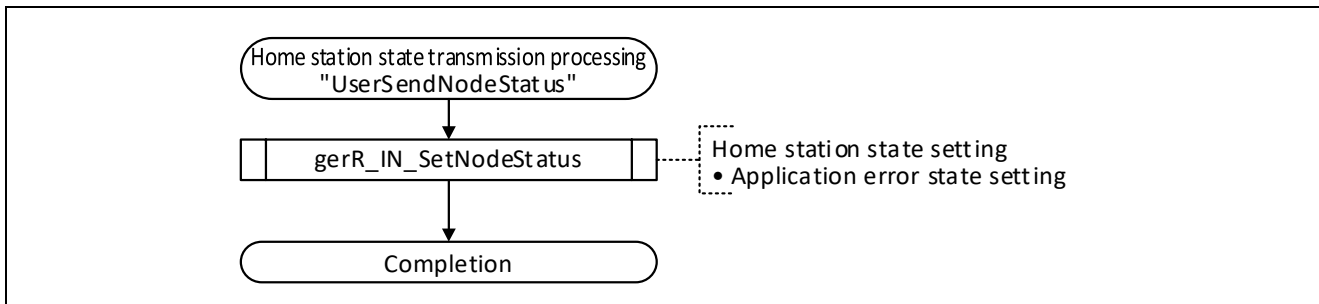 Home station state transmission processing
"UserSendNodeStatus"
gerR_IN_SetNodeStatus
Home station state setting
• Application error state setting
Completion